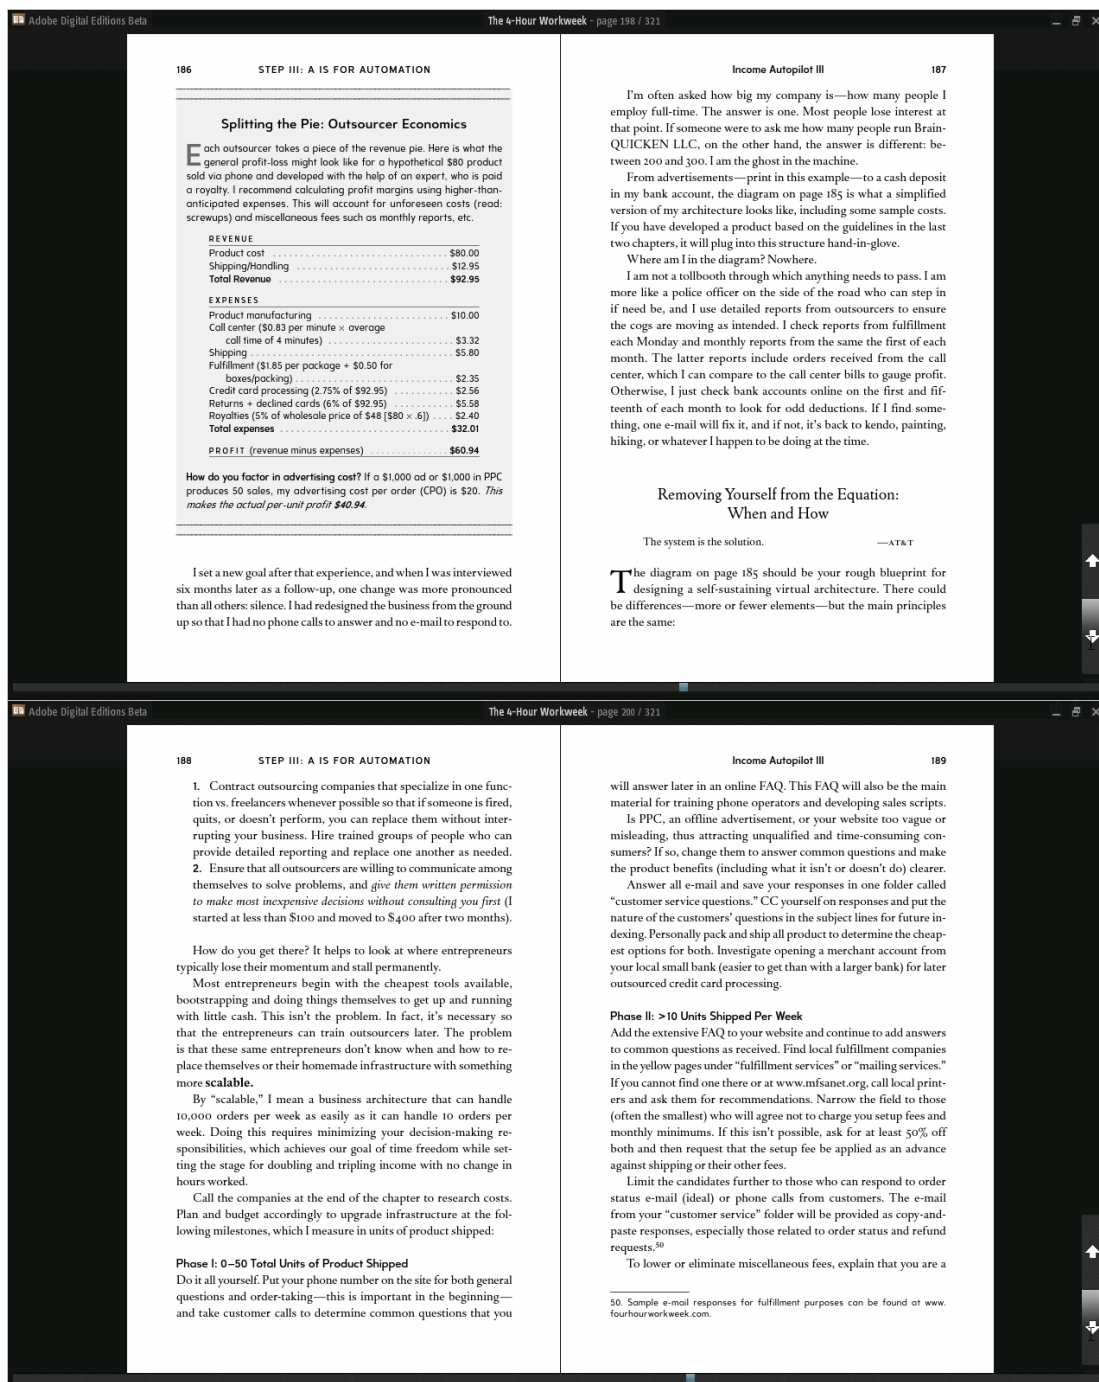 Adobe Digital Editions Beta
The 4-Hour Workweek - page 198 / 321
186 STEP III: A IS FOR AUTOMATION
Splitting the Pie: Outsourcer Economics
Each outsourcer takes a piece of the revenue pie. Here is what the
general profit-loss might look like for a hypothetical $80 product
sold via phone and developed with the help of an expert, who is paid
a royalty. I recommend calculating profit margins using higher-than-
anticipated expenses. This will account for unforeseen costs (read:
screwups) and miscellaneous fees such as monthly reports, etc.
REVENUE
Product cost . . . . . . . . . . . . . . . . . . . . . . . . $80.00
Shipping/Handling . . . . . . . . . . . . . . . . . . . . . $12.95
Total Revenue . . . . . . . . . . . . . . . . . . . . . . . $92.95
EXPENSES
Product manufacturing . . . . . . . . . . . . . . . . . . . $10.00
Call center ($0.83 per minute × average
call time of 4 minutes) . . . . . . . . . . . . . . . . . . $3.32
Shipping . . . . . . . . . . . . . . . . . . . . . . . . . . $5.80
Fulfillment ($1.85 per package + $0.50 for
boxes/packing) . . . . . . . . . . . . . . . . . . . . . . . $2.35
Credit card processing (2.75% of $92.95) . . . . . . . . . $2.56
Returns + declined cards (6% of $92.95) . . . . . . . . . . $5.58
Royalties (5% of wholesale price of $48 [$80 × .6]) . . . . $2.40
Total expenses . . . . . . . . . . . . . . . . . . . . . . . $32.01
PROFIT (revenue minus expenses) . . . . . . . . . . . . $60.94
How do you factor in advertising cost? If a $1,000 ad or $1,000 in PPC
produces 50 sales, my advertising cost per order (CPO) is $20. This
makes the actual per-unit profit $40.94.
I set a new goal after that experience, and when I was interviewed
six months later as a follow-up, one change was more pronounced
than all others: silence. I had redesigned the business from the ground
up so that I had no phone calls to answer and no e-mail to respond to.
Income Autopilot III 187
I'm often asked how big my company is—how many people I
employ full-time. The answer is one. Most people lose interest at
that point. If someone were to ask me how many people run Brain-
QUICKEN LLC, on the other hand, the answer is different: be-
tween 200 and 300. I am the ghost in the machine.
From advertisements—print in this example—to a cash deposit
in my bank account, the diagram on page 185 is what a simplified
version of my architecture looks like, including some sample costs.
If you have developed a product based on the guidelines in the last
two chapters, it will plug into this structure hand-in-glove.
Where am I in the diagram? Nowhere.
I am not a tollbooth through which anything needs to pass. I am
more like a police officer on the side of the road who can step in
if need be, and I use detailed reports from outsourcers to ensure
the cogs are moving as intended. I check reports from fulfillment
each Monday and monthly reports from the same the first of each
month. The latter reports include orders received from the call
center, which I can compare to the call center bills to gauge profit.
Otherwise, I just check bank accounts online on the first and fif-
teenth of each month to look for odd deductions. If I find some-
thing, one e-mail will fix it, and if not, it's back to kendo, painting,
hiking, or whatever I happen to be doing at the time.
Removing Yourself from the Equation:
When and How
The system is the solution. —AT&T
The diagram on page 185 should be your rough blueprint for
designing a self-sustaining virtual architecture. There could
be differences—more or fewer elements—but the main principles
are the same:
Adobe Digital Editions Beta
The 4-Hour Workweek - page 200 / 321
188 STEP III: A IS FOR AUTOMATION
1. Contract outsourcing companies that specialize in one func-
tion vs. freelancers whenever possible so that if someone is fired,
quits, or doesn't perform, you can replace them without inter-
rupting your business. Hire trained groups of people who can
provide detailed reporting and replace one another as needed.
2. Ensure that all outsourcers are willing to communicate among
themselves to solve problems, and give them written permission
to make most inexpensive decisions without consulting you first (I
started at less than $100 and moved to $400 after two months).
How do you get there? It helps to look at where entrepreneurs
typically lose their momentum and stall permanently.
Most entrepreneurs begin with the cheapest tools available,
bootstrapping and doing things themselves to get up and running
with little cash. This isn't the problem. In fact, it's necessary so
that the entrepreneurs can train outsourcers later. The problem
is that these same entrepreneurs don't know when and how to re-
place themselves or their homemade infrastructure with something
more scalable.
By "scalable," I mean a business architecture that can handle
10,000 orders per week as easily as it can handle 10 orders per
week. Doing this requires minimizing your decision-making re-
sponsibilities, which achieves our goal of time freedom while set-
ting the stage for doubling and tripling income with no change in
hours worked.
Call the companies at the end of the chapter to research costs.
Plan and budget accordingly to upgrade infrastructure at the fol-
lowing milestones, which I measure in units of product shipped:
Phase I: 0–50 Total Units of Product Shipped
Do it all yourself. Put your phone number on the site for both general
questions and order-taking—this is important in the beginning—
and take customer calls to determine common questions that you
Income Autopilot III 189
will answer later in an online FAQ. This FAQ will also be the main
material for training phone operators and developing sales scripts.
Is PPC, an offline advertisement, or your website too vague or
misleading, thus attracting unqualified and time-consuming con-
sumers? If so, change them to answer common questions and make
the product benefits (including what it isn't or doesn't do) clearer.
Answer all e-mail and save your responses in one folder called
"customer service questions." CC yourself on responses and put the
nature of the customers' questions in the subject lines for future in-
dexing. Personally pack and ship all product to determine the cheap-
est options for both. Investigate opening a merchant account from
your local small bank (easier to get than with a larger bank) for later
outsourced credit card processing.
Phase II: >10 Units Shipped Per Week
Add the extensive FAQ to your website and continue to add answers
to common questions as received. Find local fulfillment companies
in the yellow pages under "fulfillment services" or "mailing services."
If you cannot find one there or at www.mfsanet.org, call local print-
ers and ask them for recommendations. Narrow the field to those
(often the smallest) who will agree not to charge you setup fees and
monthly minimums. If this isn't possible, ask for at least 50% off
both and then request that the setup fee be applied as an advance
against shipping or their other fees.
Limit the candidates further to those who can respond to order
status e-mail (ideal) or phone calls from customers. The e-mail
from your "customer service" folder will be provided as copy-and-
paste responses, especially those related to order status and refund
requests.50
To lower or eliminate miscellaneous fees, explain that you are a
50. Sample e-mail responses for fulfillment purposes can be found at www.
fourhourworkweek.com.